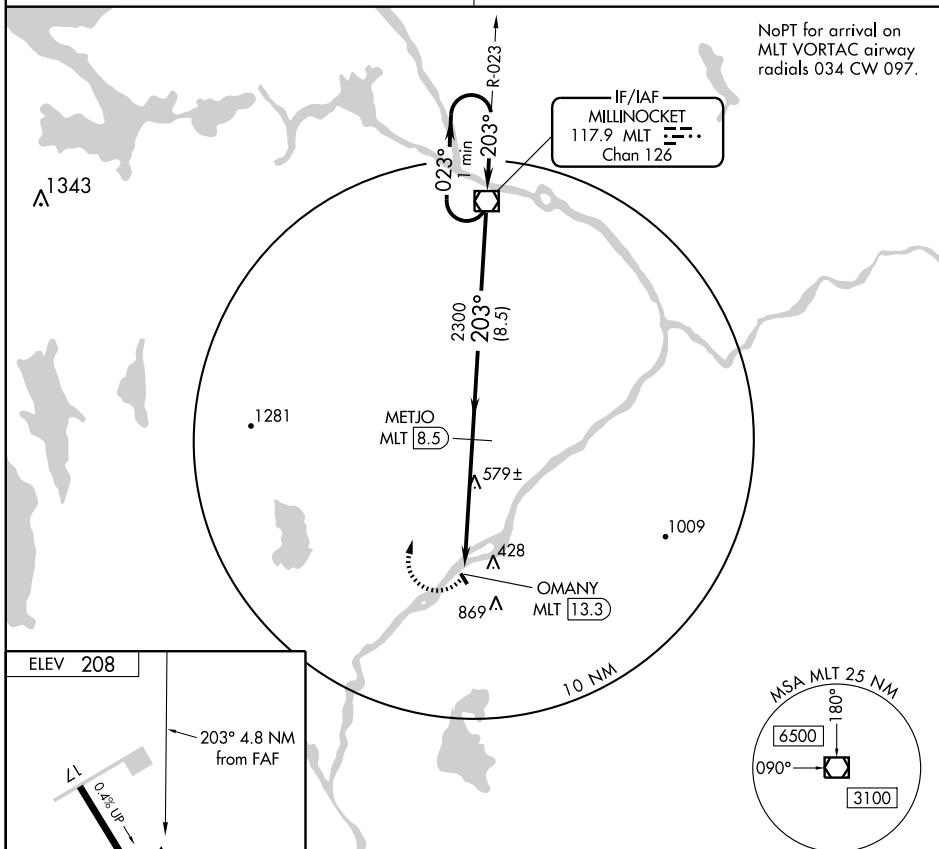 NoPT for arrival on
MLT VORTAC airway
radials 034 CW 097.
R-023
IF/IAF
MILLINOCKET
117.9 MLT
Chan 126
023°
1 min
203°
1343
2300
203°
(8.5)
1281
METJO
MLT 8.5
579±
1009
428
OMANY
MLT 13.3
869
10 NM
ELEV 208
203° 4.8 NM
from FAF
17
0.4% UP
MSA MLT 25 NM
180°
6500
090°
3100